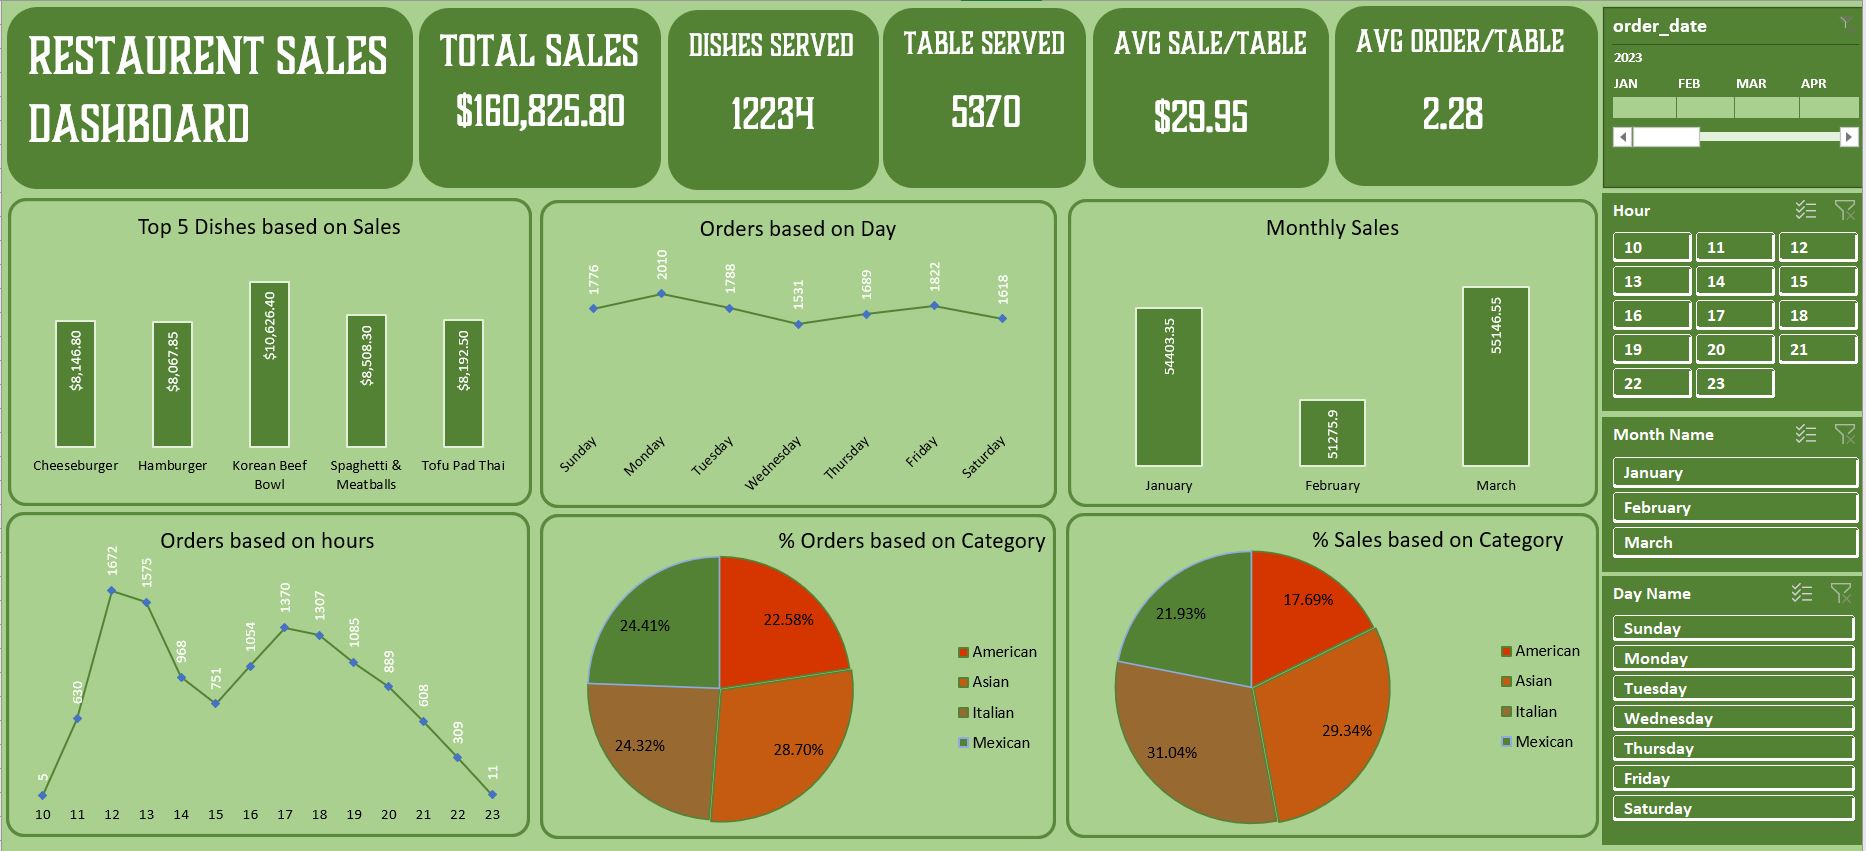 RESTAURENT SALES
DASHBOARD
TOTAL SALES
$160,825.80
DISHES SERVED
12234
TABLE SERVED
5370
AVG SALE/TABLE
$29.95
AVG ORDER/TABLE
2.28
order_date
2023
JAN FEB MAR APR
Top 5 Dishes based on Sales
$8,146.80 $8,067.85 $10,626.40 $8,508.30 $8,192.50
Cheeseburger Hamburger Korean Beef Bowl Spaghetti & Meatballs Tofu Pad Thai
Orders based on Day
1776 2010 1788 1531 1689 1822 1618
Sunday Monday Tuesday Wednesday Thursday Friday Saturday
Monthly Sales
54403.35 51275.9 55146.55
January February March
Hour
10 11 12
13 14 15
16 17 18
19 20 21
22 23
Month Name
January
February
March
Orders based on hours
5 630 1672 1575 968 751 1054 1370 1307 1085 889 608 309 11
10 11 12 13 14 15 16 17 18 19 20 21 22 23
% Orders based on Category
24.41% 22.58%
24.32% 28.70%
American
Asian
Italian
Mexican
% Sales based on Category
21.93% 17.69%
31.04% 29.34%
American
Asian
Italian
Mexican
Day Name
Sunday
Monday
Tuesday
Wednesday
Thursday
Friday
Saturday